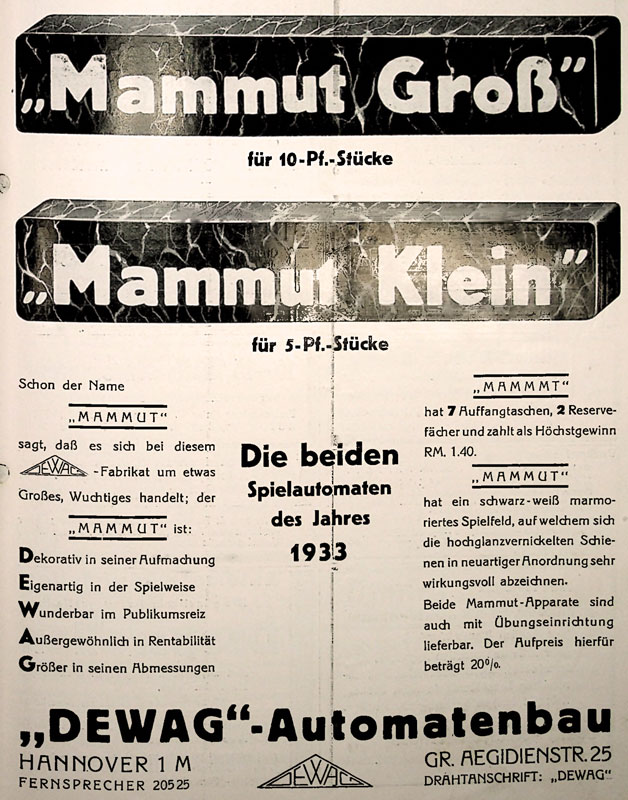 „Mammut Groß”
für 10-Pf.-Stücke
„Mammut Klein”
für 5-Pf.-Stücke
Schon der Name
„MAMMUT“
sagt, daß es sich bei diesem
DEWAG -Fabrikat um etwas
Großes, Wuchtiges handelt; der
„MAMMUT“ ist:
Dekorativ in seiner Aufmachung
Eigenartig in der Spielweise
Wunderbar im Publikumsreiz
Außergewöhnlich in Rentabilität
Größer in seinen Abmessungen
Die beiden
Spielautomaten
des Jahres
1933
„MAMMMT“
hat 7 Auffangtaschen, 2 Reserve-
fächer und zahlt als Höchstgewinn
RM. 1.40.
„MAMMUT“
hat ein schwarz-weiß marmo-
riertes Spielfeld, auf welchem sich
die hochglanzvernickelten Schie-
nen in neuartiger Anordnung sehr
wirkungsvoll abzeichnen.
Beide Mammut-Apparate sind
auch mit Übungseinrichtung
lieferbar. Der Aufpreis hierfür
beträgt 20%.
„DEWAG“-Automatenbau
HANNOVER 1 M
FERNSPRECHER 20525
DEWAG
GR. AEGIDIENSTR. 25
DRAHTANSCHRIFT: „DEWAG“